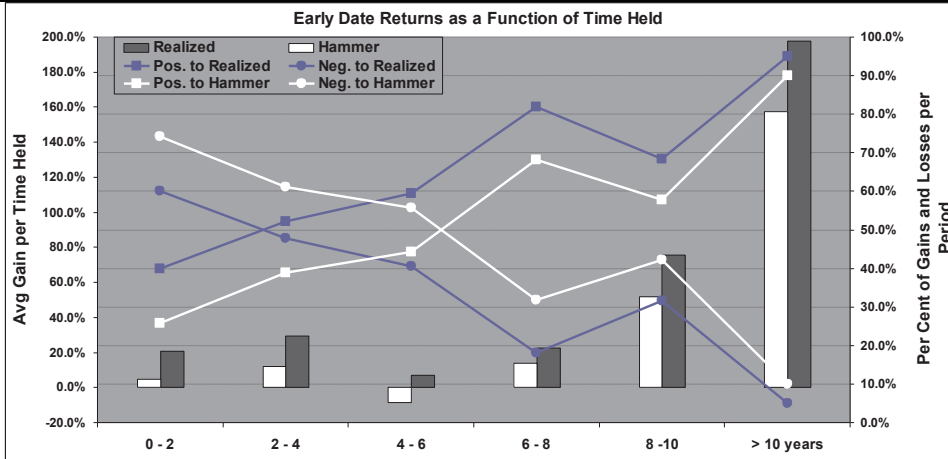 Early Date Returns as a Function of Time Held
Realized
Hammer
Pos. to Realized
Neg. to Realized
Pos. to Hammer
Neg. to Hammer
Avg Gain per Time Held
200.0%
180.0%
160.0%
140.0%
120.0%
100.0%
80.0%
60.0%
40.0%
20.0%
0.0%
-20.0%
100.0%
90.0%
80.0%
70.0%
60.0%
50.0%
40.0%
30.0%
20.0%
10.0%
0.0%
Per Cent of Gains and Losses per
Period
0 - 2
2 - 4
4 - 6
6 - 8
8 -10
> 10 years